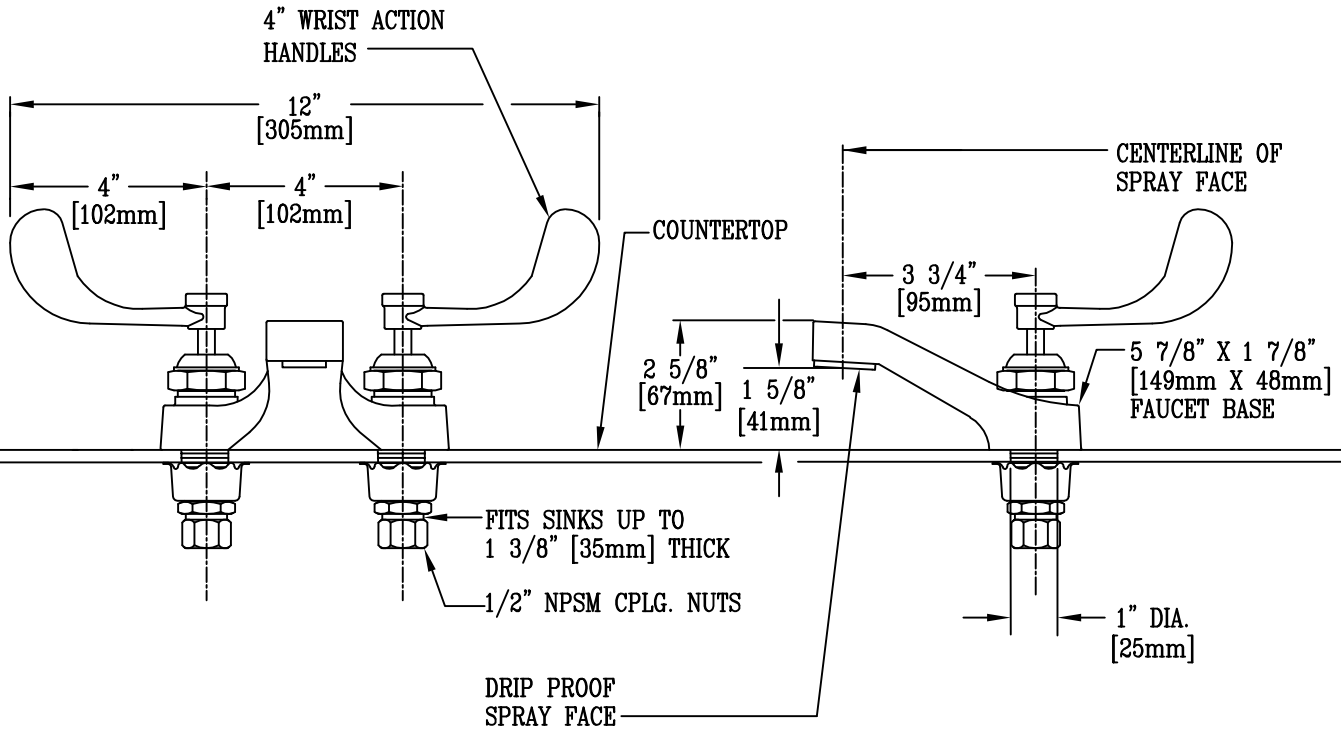 4” WRIST ACTION
HANDLES
12”
[305mm]
4”
[102mm]
4”
[102mm]
COUNTERTOP
CENTERLINE OF
SPRAY FACE
3 3/4”
[95mm]
2 5/8”
[67mm]
1 5/8”
[41mm]
5 7/8” X 1 7/8”
[149mm X 48mm]
FAUCET BASE
FITS SINKS UP TO
1 3/8” [35mm] THICK
1/2” NPSM CPLG. NUTS
1” DIA.
[25mm]
DRIP PROOF
SPRAY FACE